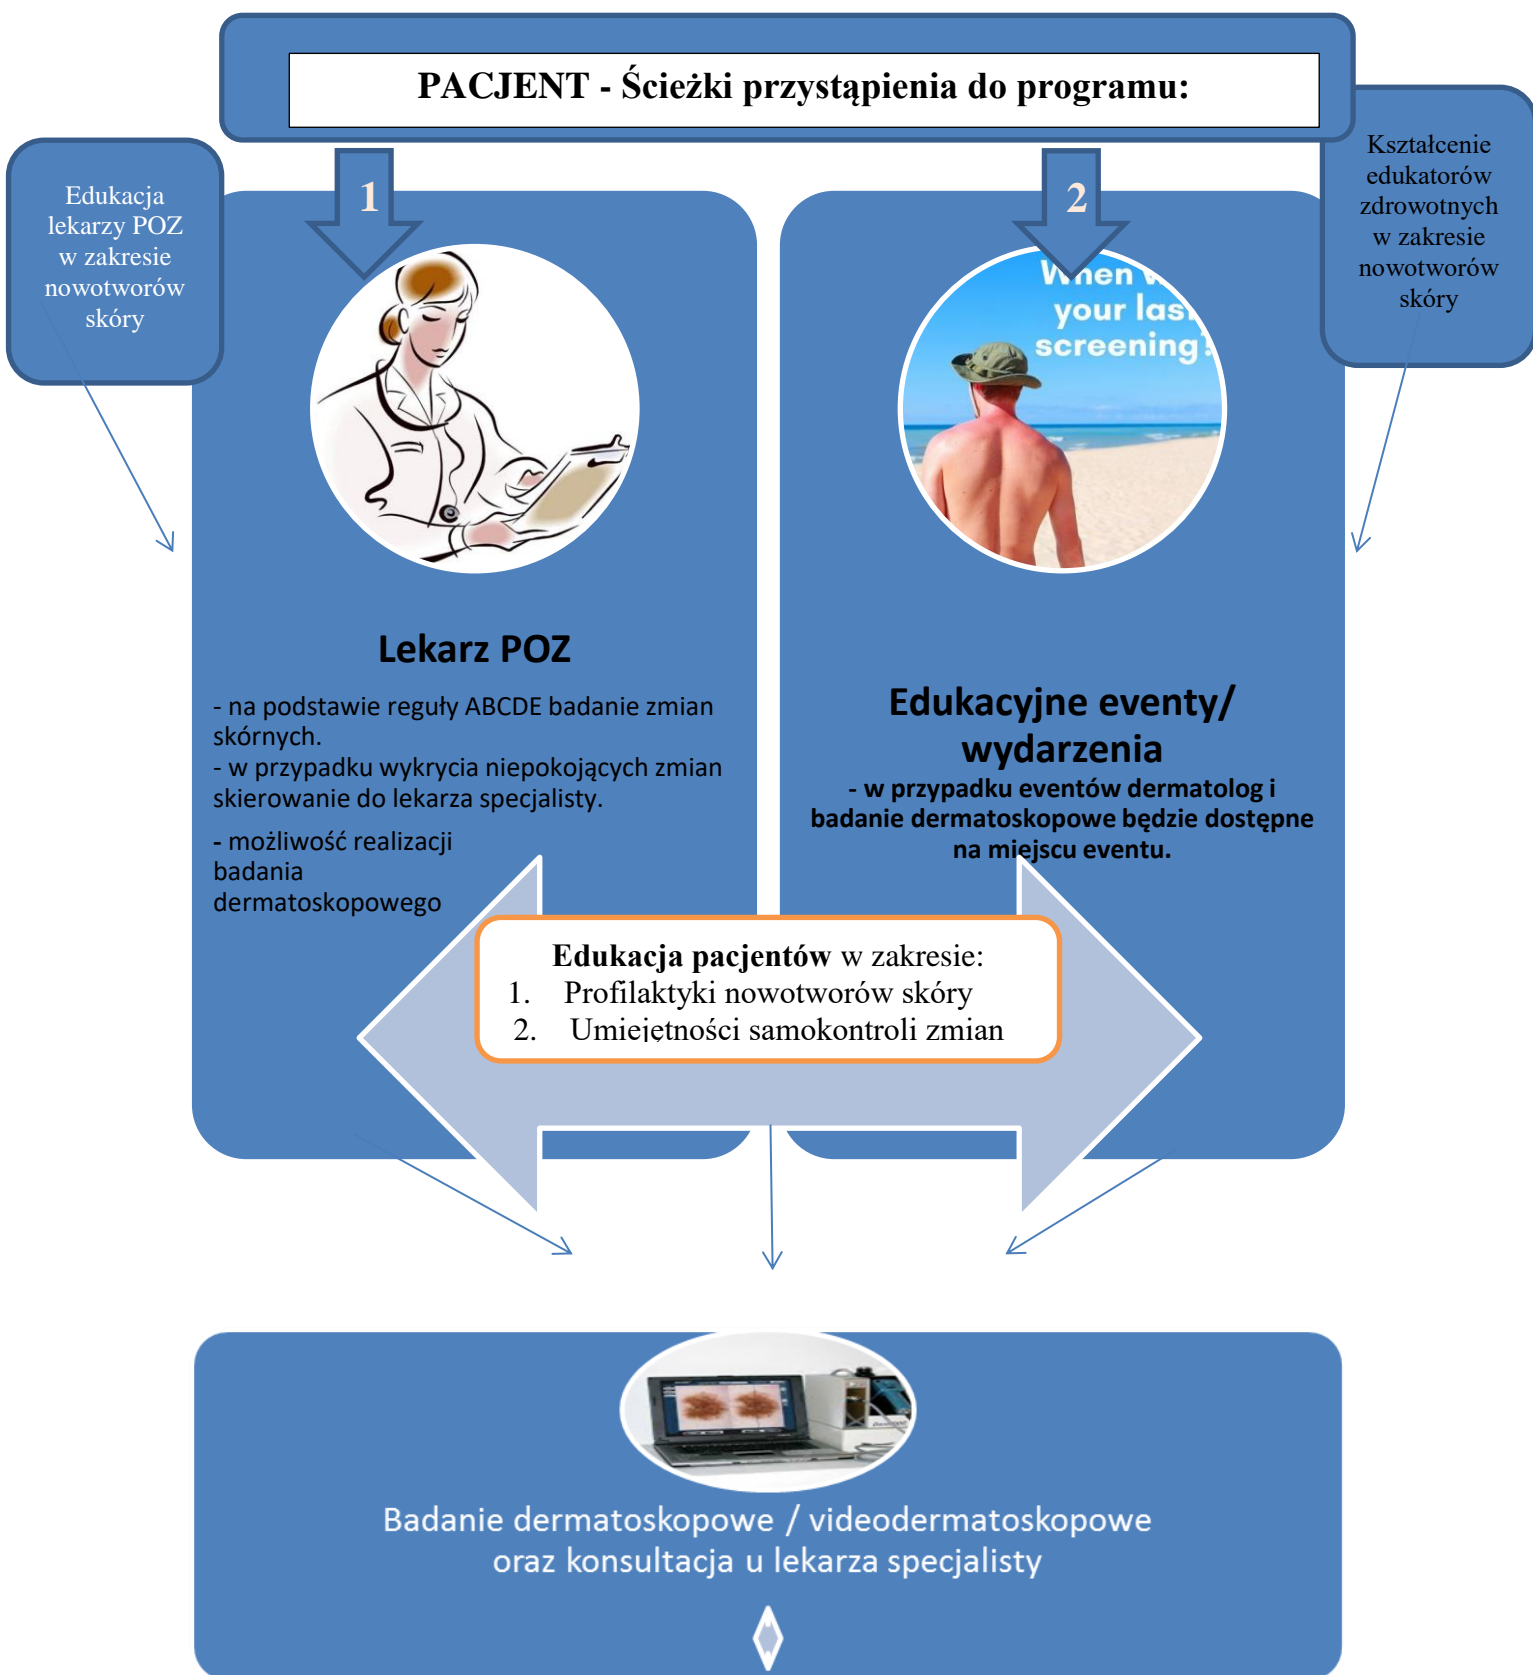 PACJENT - Ścieżki przystąpienia do programu:
Edukacja
lekarzy POZ
w zakresie
nowotworów
skóry
1
2
Kształcenie
edukatorów
zdrowotnych
w zakresie
nowotworów
skóry
When
your last
screening?
Lekarz POZ
- na podstawie reguły ABCDE badanie zmian
skórnych.
- w przypadku wykrycia niepokojących zmian
skierowanie do lekarza specjalisty.
- możliwość realizacji
badania
dermatoskopowego
Edukacyjne eventy/
wydarzenia
- w przypadku eventów dermatolog i
badanie dermatoskopowe będzie dostępne
na miejscu eventu.
Edukacja pacjentów w zakresie:
1. Profilaktyki nowotworów skóry
2. Umiejętności samokontroli zmian
Badanie dermatoskopowe / videodermatoskopowe
oraz konsultacja u lekarza specjalisty